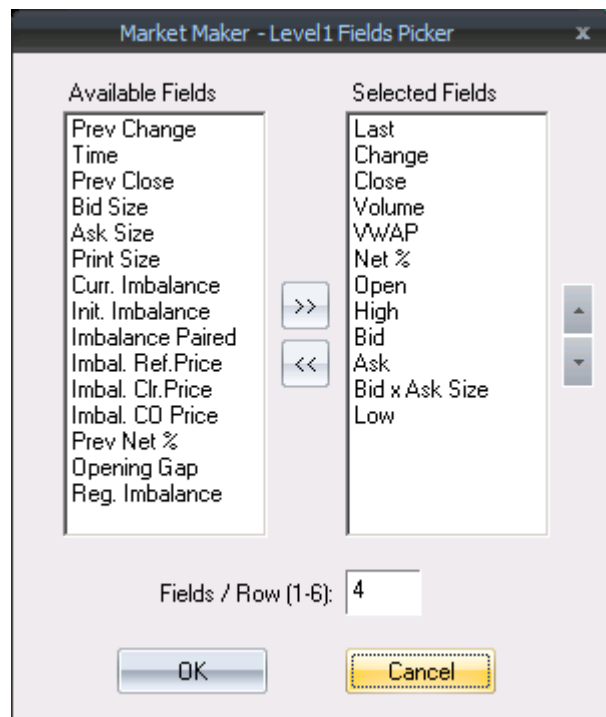 Market Maker - Level1 Fields Picker x
Available Fields
Prev Change
Time
Prev Close
Bid Size
Ask Size
Print Size
Curr. Imbalance
Init. Imbalance
Imbalance Paired
Imbal. Ref.Price
Imbal. Clr.Price
Imbal. CO Price
Prev Net %
Opening Gap
Reg. Imbalance
>>
<<
Selected Fields
Last
Change
Close
Volume
VWAP
Net %
Open
High
Bid
Ask
Bid x Ask Size
Low
Fields / Row (1-6): 4
OK Cancel